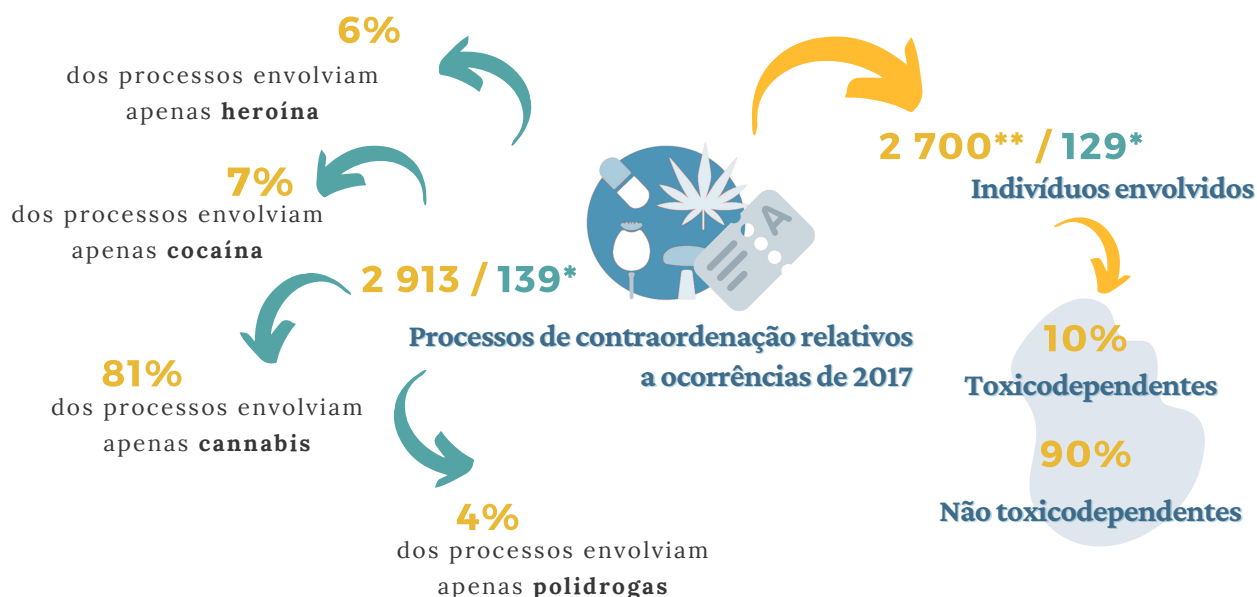 6%
dos processos envolviam
apenas heroína
7%
dos processos envolviam
apenas cocaína
2 913 / 139*
Processos de contraordenação relativos
a ocorrências de 2017
81%
dos processos envolviam
apenas cannabis
4%
dos processos envolviam
apenas polidrogas
A
2 700** / 129*
Indivíduos envolvidos
10%
Toxicodependentes
90%
Não toxicodependentes